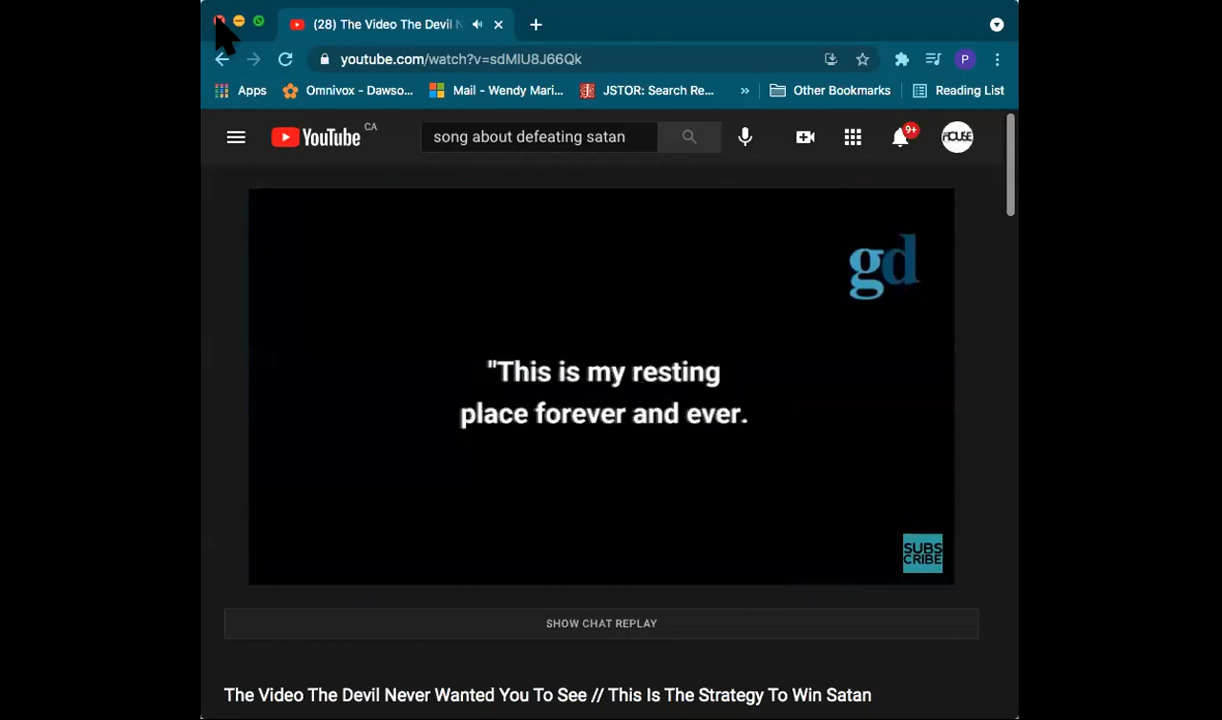 (28) The Video The Devil N
youtube.com/watch?v=sdMlU8J66Qk
P
Apps
Omnivox - Dawso...
Mail - Wendy Mari...
JSTOR: Search Re...
»
Other Bookmarks
Reading List
YouTube CA
song about defeating satan
9+
HOUSE
gd
"This is my resting
place forever and ever.
SUBS
CRIBE
SHOW CHAT REPLAY
The Video The Devil Never Wanted You To See // This Is The Strategy To Win Satan